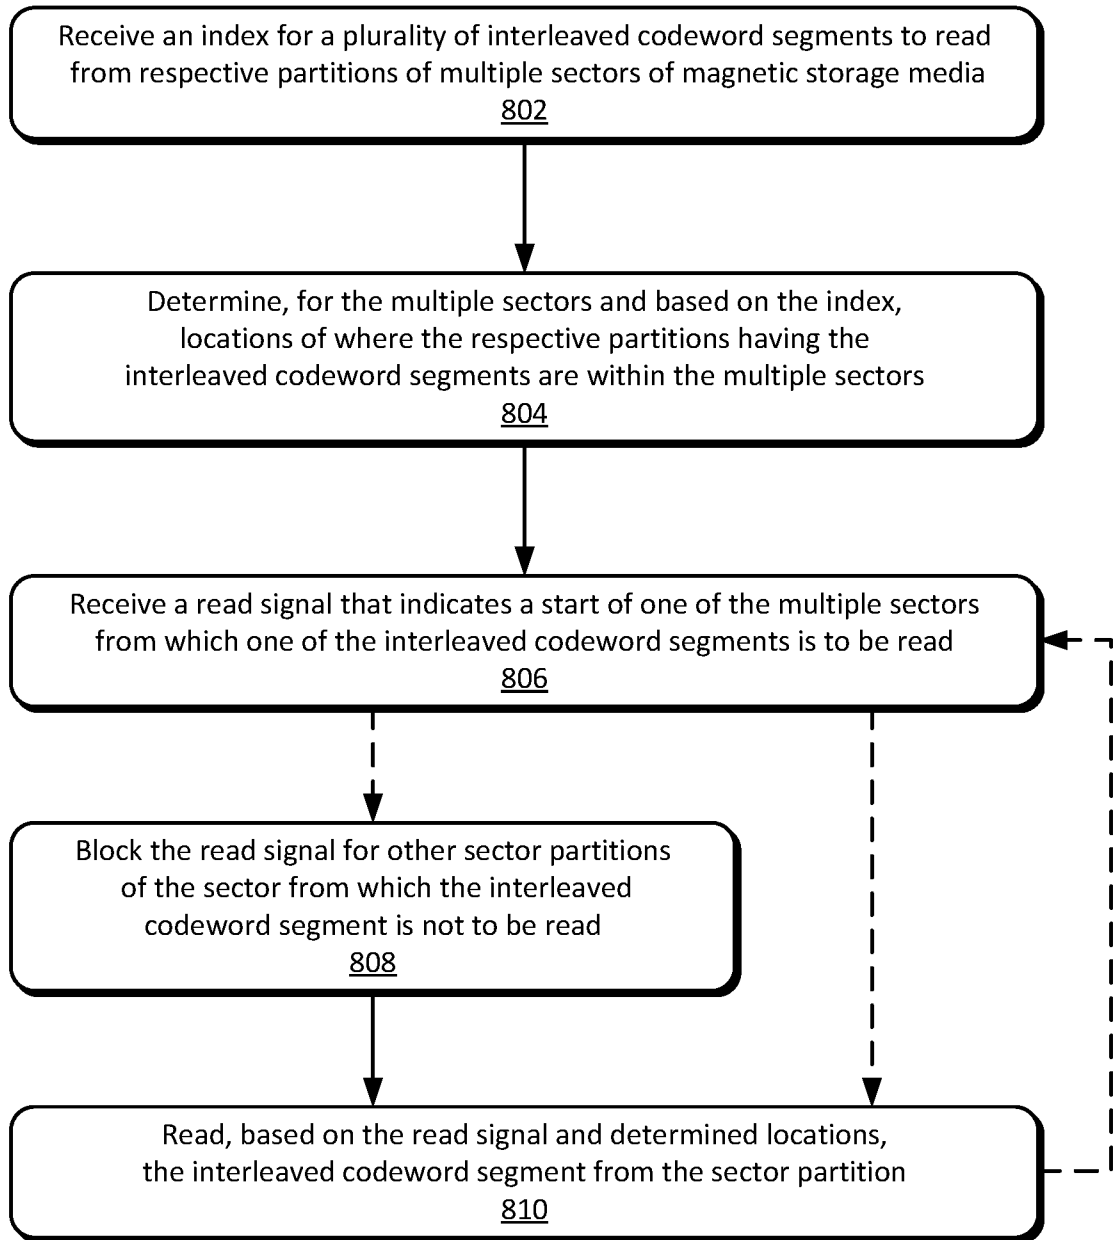 Receive an index for a plurality of interleaved codeword segments to read
from respective partitions of multiple sectors of magnetic storage media
802
Determine, for the multiple sectors and based on the index,
locations of where the respective partitions having the
interleaved codeword segments are within the multiple sectors
804
Receive a read signal that indicates a start of one of the multiple sectors
from which one of the interleaved codeword segments is to be read
806
Block the read signal for other sector partitions
of the sector from which the interleaved
codeword segment is not to be read
808
Read, based on the read signal and determined locations,
the interleaved codeword segment from the sector partition
810